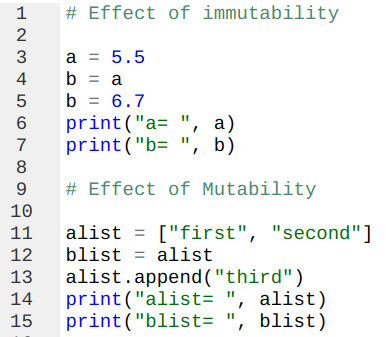 1 # Effect of immutability
2
3 a = 5.5
4 b = a
5 b = 6.7
6 print("a= ", a)
7 print("b= ", b)
8
9 # Effect of Mutability
10
11 alist = ["first", "second"]
12 blist = alist
13 alist.append("third")
14 print("alist= ", alist)
15 print("blist= ", blist)